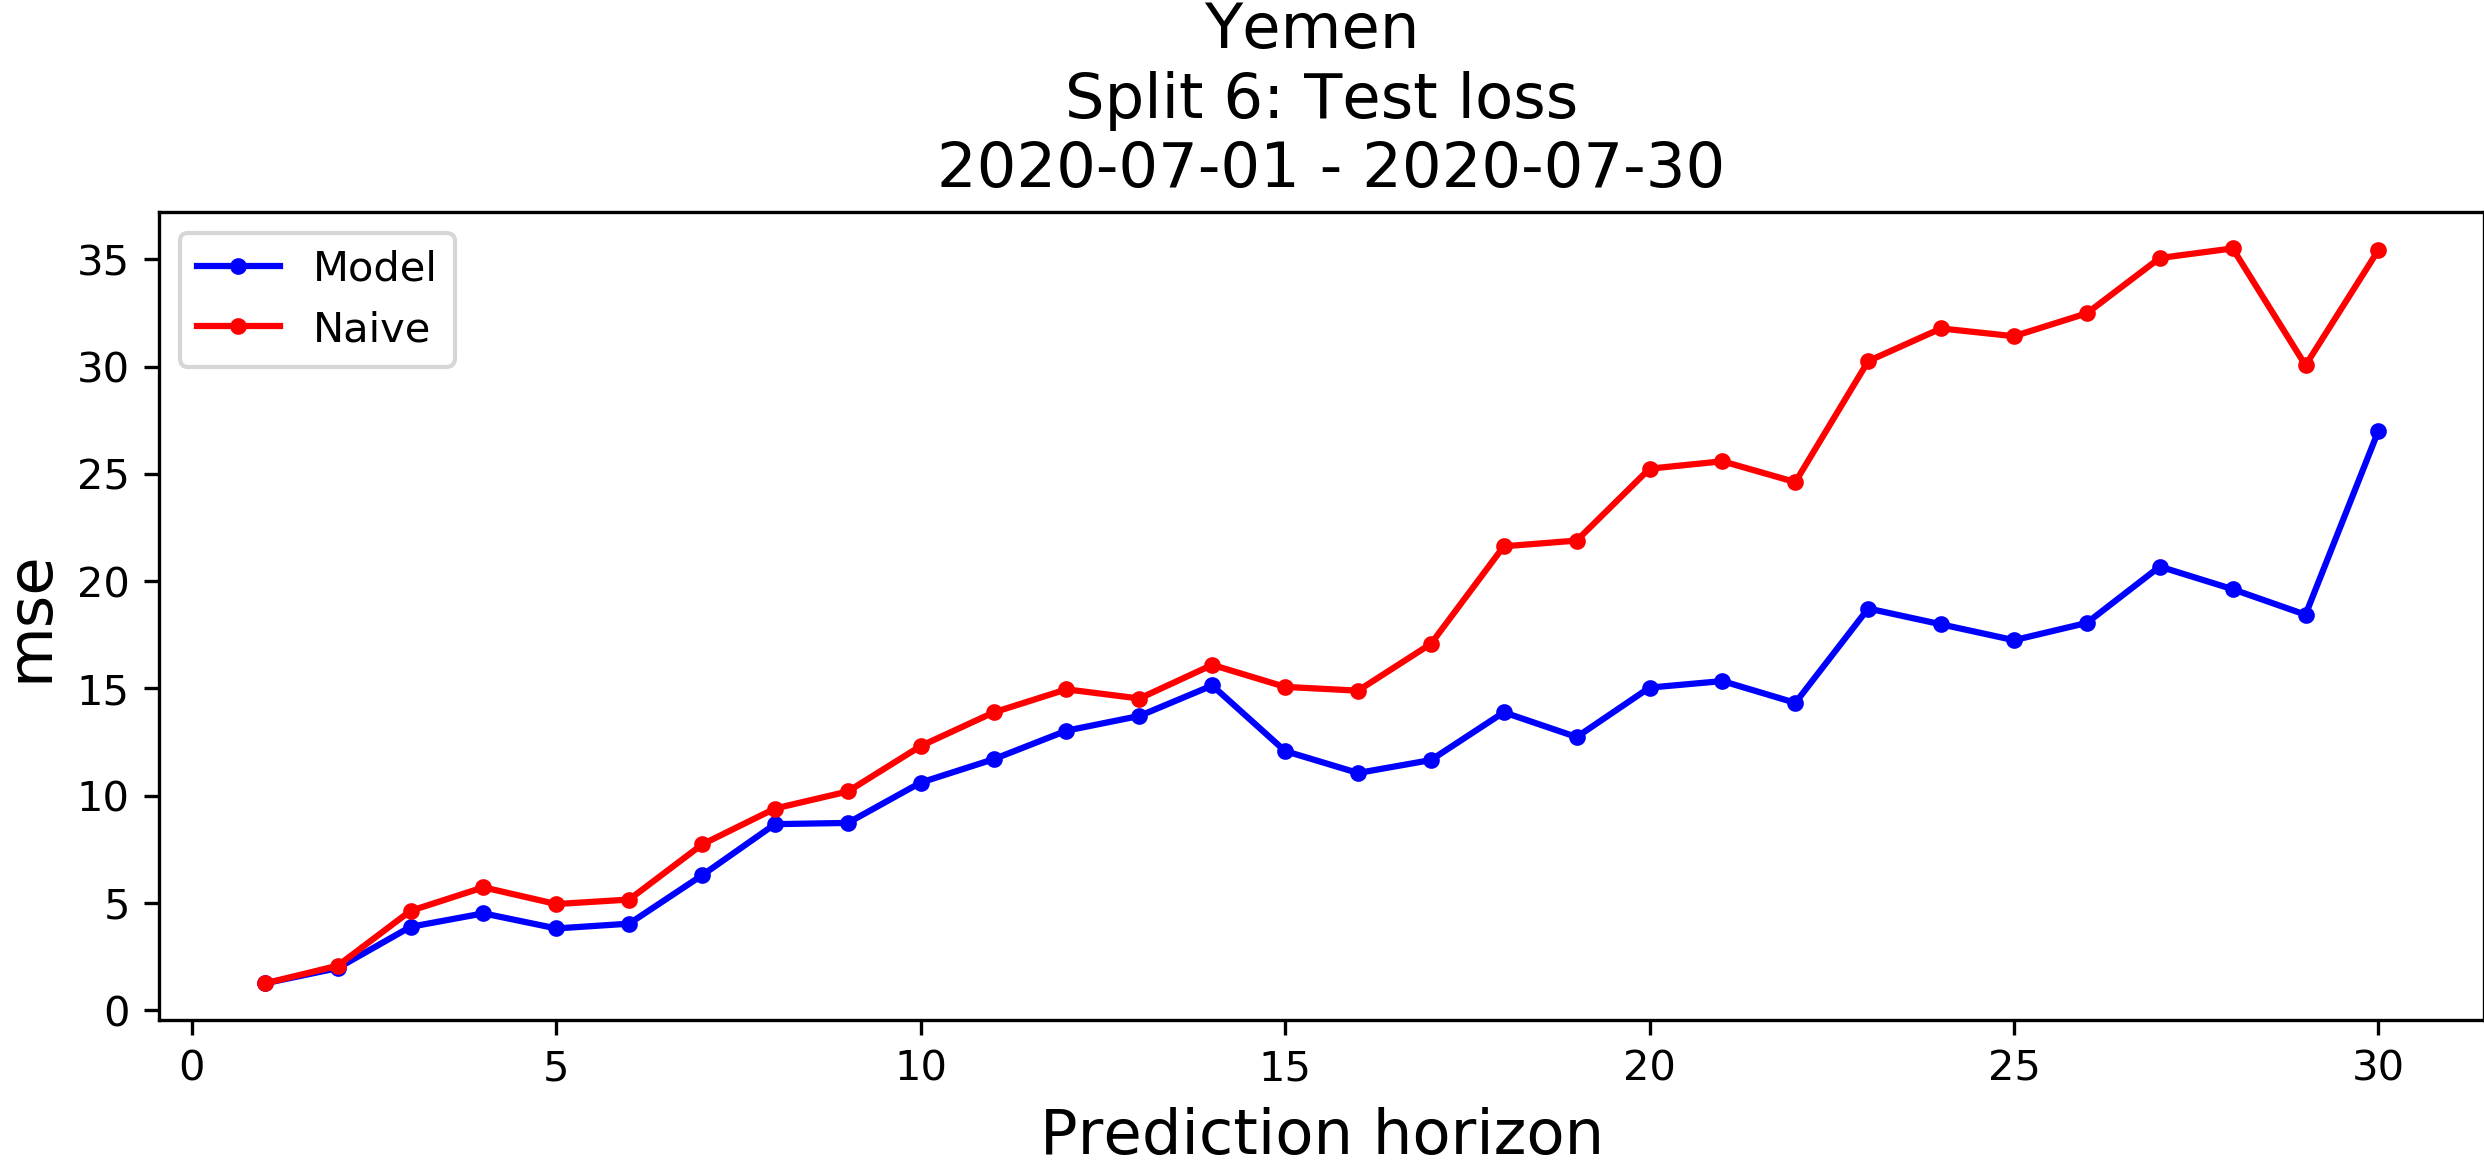 Yemen
Split 6: Test loss
2020-07-01 - 2020-07-30
Model
Naive
mse
35
30
25
20
15
10
5
0
0 5 10 15 20 25 30
Prediction horizon